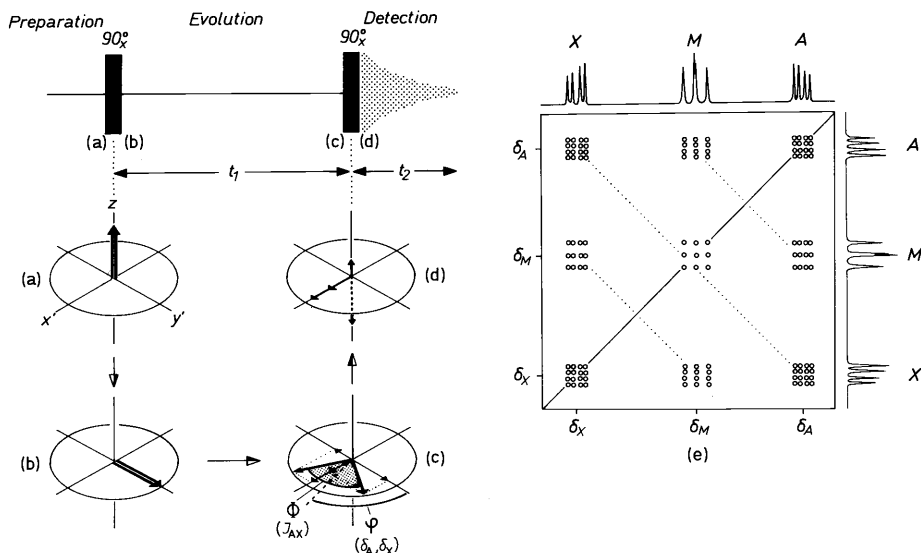 Preparation Evolution Detection
90°x 90°x
(a) (b) (c) (d)
t1 t2
z
(a)
x' y'
(d)
(b)
(c)
Φ
(JAX)
φ
(δA, δX)
X M A
δA A
δM M
δX X
δX δM δA
(e)